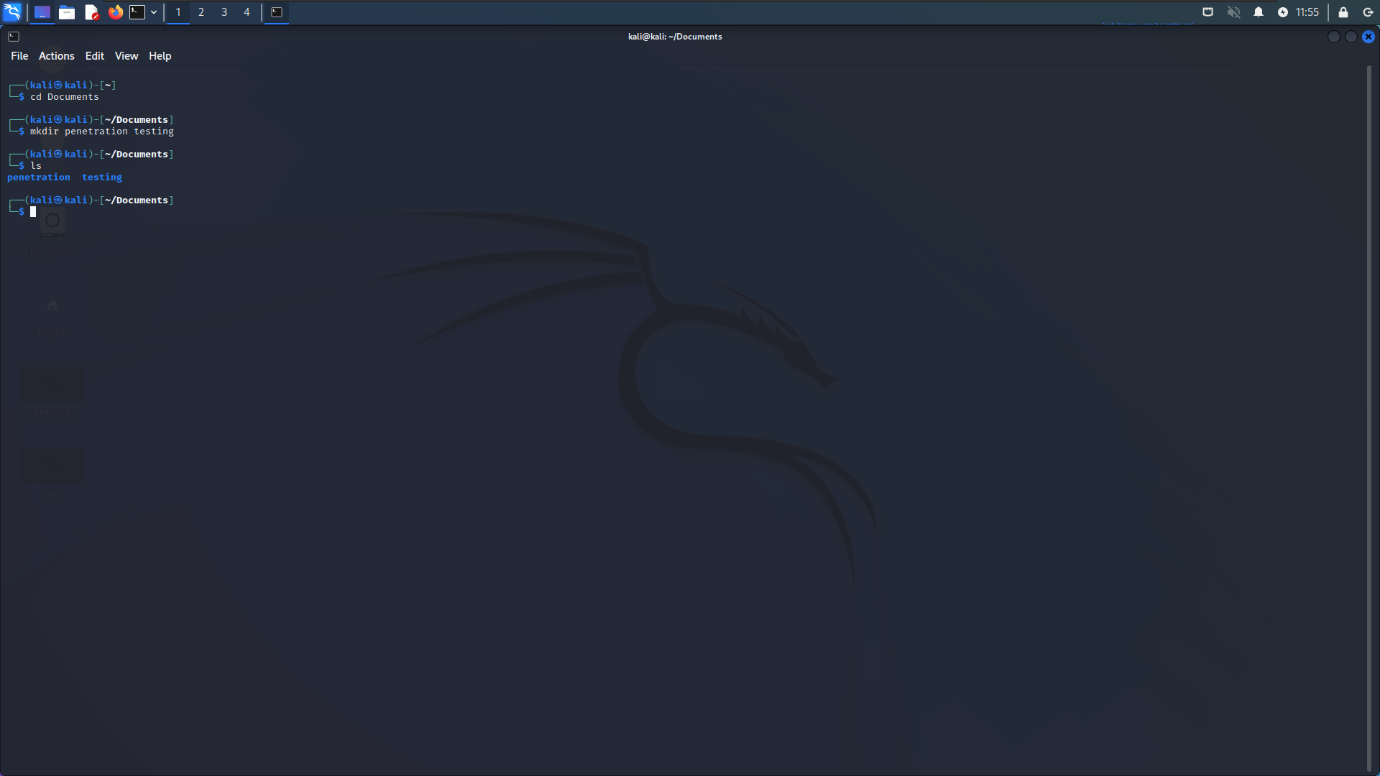 1 2 3 4 11:55
kali@kali: ~/Documents
File Actions Edit View Help
┌──(kali㉿kali)-[~]
└─$ cd Documents
┌──(kali㉿kali)-[~/Documents]
└─$ mkdir penetration testing
┌──(kali㉿kali)-[~/Documents]
└─$ ls
penetration  testing
┌──(kali㉿kali)-[~/Documents]
└─$